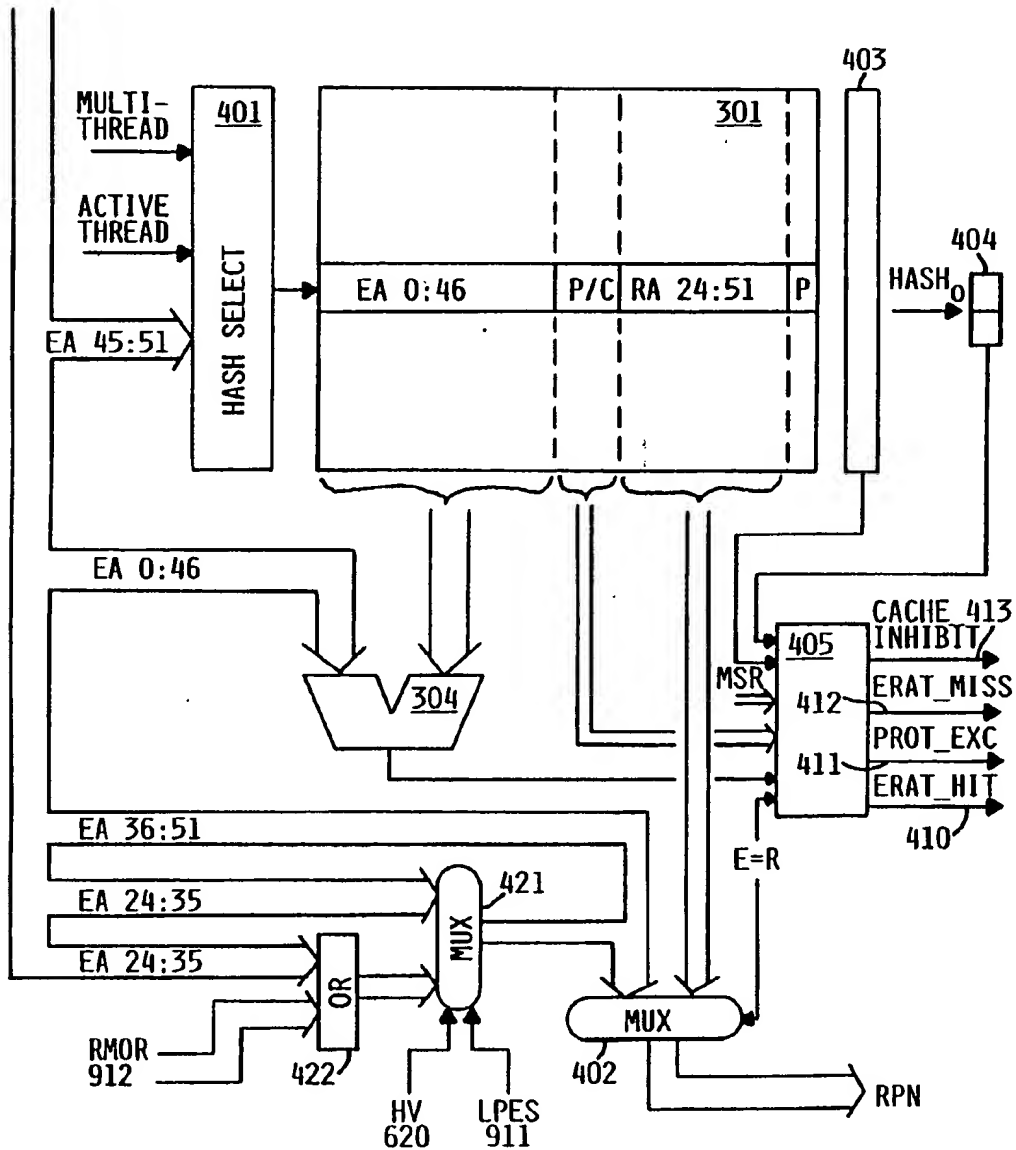 403
MULTI-
THREAD
401
301
ACTIVE
THREAD
404
HASH SELECT
EA 0:46
P/C
RA 24:51
P
HASH0
EA 45:51
EA 0:46
CACHE 413
INHIBIT
405
MSR
304
412
ERAT_MISS
PROT_EXC
411
ERAT_HIT
410
EA 36:51
E=R
421
EA 24:35
MUX
EA 24:35
OR
MUX
RMOR
912
422
402
RPN
HV
620
LPES
911